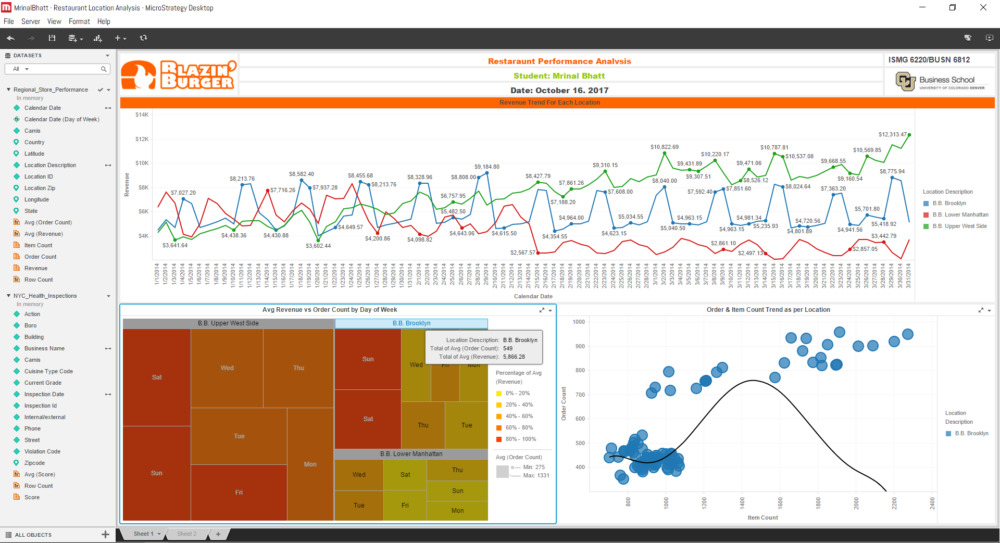 MrinalBhatt - Restaurant Location Analysis - MicroStrategy Desktop
File Server View Format Help
DATASETS
All
Regional_Store_Performance
In memory
Calendar Date
Calendar Date (Day of Week)
Camis
Country
Latitude
Location Description
Location ID
Location Zip
Longitude
State
Avg (Order Count)
Avg (Revenue)
Item Count
Order Count
Revenue
Row Count
NYC_Health_Inspections
In memory
Action
Boro
Building
Business Name
Camis
Cuisine Type Code
Current Grade
Inspection Date
Inspection Id
Internal/external
Phone
Street
Violation Code
Zipcode
Avg (Score)
Row Count
Score
ALL OBJECTS
BLAZIN'
BURGER
Restaraunt Performance Analvsis
Student: Mrinal Bhatt
Date: October 16. 2017
ISMG 6220/BUSN 6812
CU
Business School
UNIVERSITY OF COLORADO DENVER
Revenue Trend For Each Location
Revenue
$14K
$12K
$10K
$8K
$6K
$4K
$7,027.20
$8,213.76
$7,716.26
$8,582.40
$7,937.28
$8,455.68
$8,213.76
$8,328.96
$8,808.00
$9,184.80
$6,757.95
$5,482.50
$8,427.79
$7,861.26
$7,188.20
$9,310.15
$7,608.00
$10,822.69
$9,431.89
$9,307.51
$8,040.00
$10,220.17
$7,592.40
$7,851.60
$9,471.06
$8,526.12
$10,787.81
$10,537.08
$8,024.64
$9,668.55
$9,160.54
$7,363.20
$10,569.85
$12,313.47
$8,775.94
$3,641.64
$4,438.36
$4,430.88
$3,602.44
$4,649.57
$4,200.86
$4,098.82
$4,643.06
$4,615.50
$2,567.57
$4,354.55
$4,964.00
$4,623.15
$5,034.55
$5,040.50
$4,963.15
$2,861.10
$4,963.15
$4,981.34
$5,235.93
$2,497.13
$4,801.89
$4,720.56
$4,941.56
$2,857.05
$5,701.80
$5,418.92
$3,442.79
1/1/2014
1/2/2014
1/3/2014
1/4/2014
1/5/2014
1/6/2014
1/7/2014
1/8/2014
1/9/2014
1/10/2014
1/11/2014
1/12/2014
1/13/2014
1/14/2014
1/15/2014
1/16/2014
1/17/2014
1/18/2014
1/19/2014
1/20/2014
1/21/2014
1/22/2014
1/23/2014
1/24/2014
1/25/2014
1/26/2014
1/27/2014
1/28/2014
1/29/2014
1/30/2014
1/31/2014
2/1/2014
2/2/2014
2/4/2014
2/5/2014
2/6/2014
2/7/2014
2/8/2014
2/9/2014
2/10/2014
2/11/2014
2/12/2014
2/13/2014
2/14/2014
2/15/2014
2/16/2014
2/17/2014
2/18/2014
2/19/2014
2/20/2014
2/21/2014
2/22/2014
2/23/2014
2/24/2014
2/25/2014
2/26/2014
2/27/2014
2/28/2014
3/1/2014
3/2/2014
3/4/2014
3/5/2014
3/6/2014
3/7/2014
3/8/2014
3/9/2014
3/10/2014
3/11/2014
3/12/2014
3/13/2014
3/14/2014
3/15/2014
3/16/2014
3/17/2014
3/18/2014
3/19/2014
3/20/2014
3/21/2014
3/22/2014
3/23/2014
3/24/2014
3/25/2014
3/26/2014
3/27/2014
3/28/2014
3/29/2014
3/30/2014
3/31/2014
Calendar Date
Location Description
B.B. Brooklyn
B.B. Lower Manhattan
B.B. Upper West Side
Avg Revenue vs Order Count by Day of Week
B.B. Upper West Side
Sat
Wed
Thu
Tue
Mon
Sun
Fri
B.B. Brooklyn
Sun
Wed
Fri
Mon
Sat
Thu
Tue
Location Description: B.B. Brooklyn
Total of Avg (Order Count): 549
Total of Avg (Revenue): 5,866.28
B.B. Lower Manhattan
Wed
Sat
Thu
Sun
Tue
Fri
Mon
Percentage of Avg
(Revenue)
0% - 20%
20% - 40%
40% - 60%
60% - 80%
80% - 100%
Avg (Order Count)
Min: 275
Max: 1331
Order & Item Count Trend as per Location
Order Count
1000
900
800
700
600
500
400
800
1000
1200
1400
1600
1800
2000
2200
2400
Item Count
Location
Description
B.B. Brooklyn
Sheet 1
Sheet 2